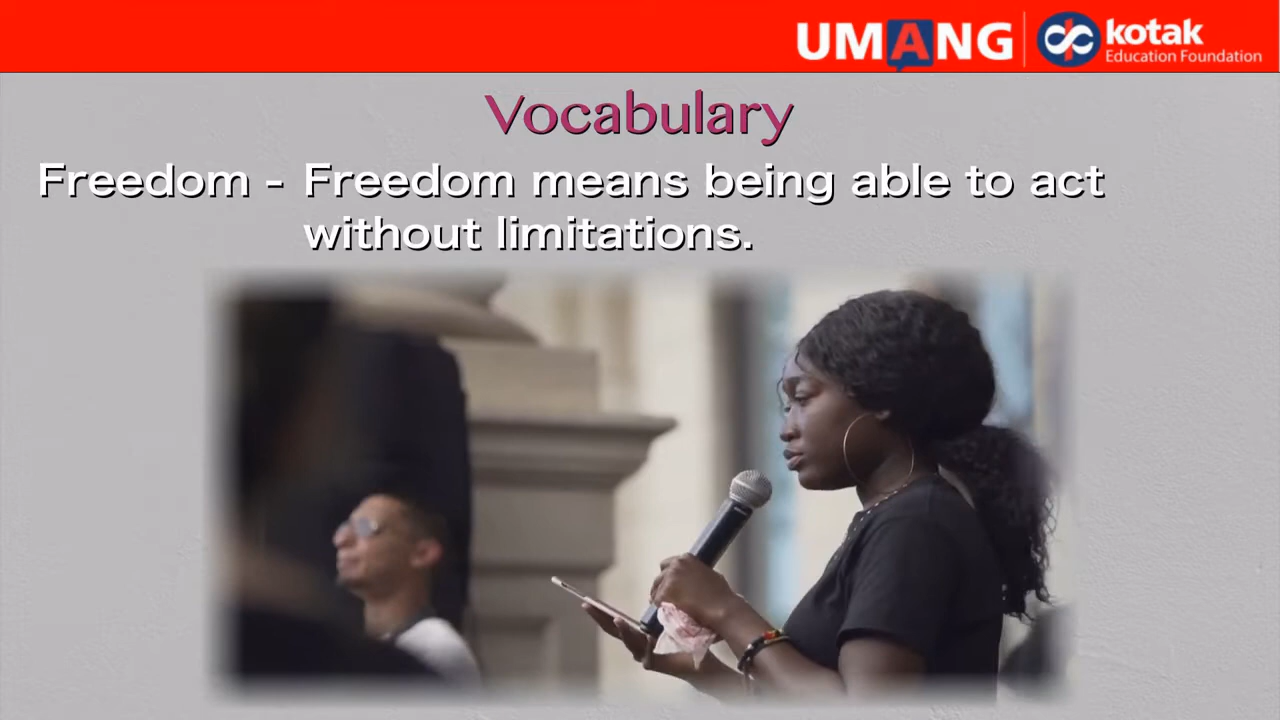 UMANG
kotak
Education Foundation
Vocabulary
Freedom - Freedom means being able to act
without limitations.